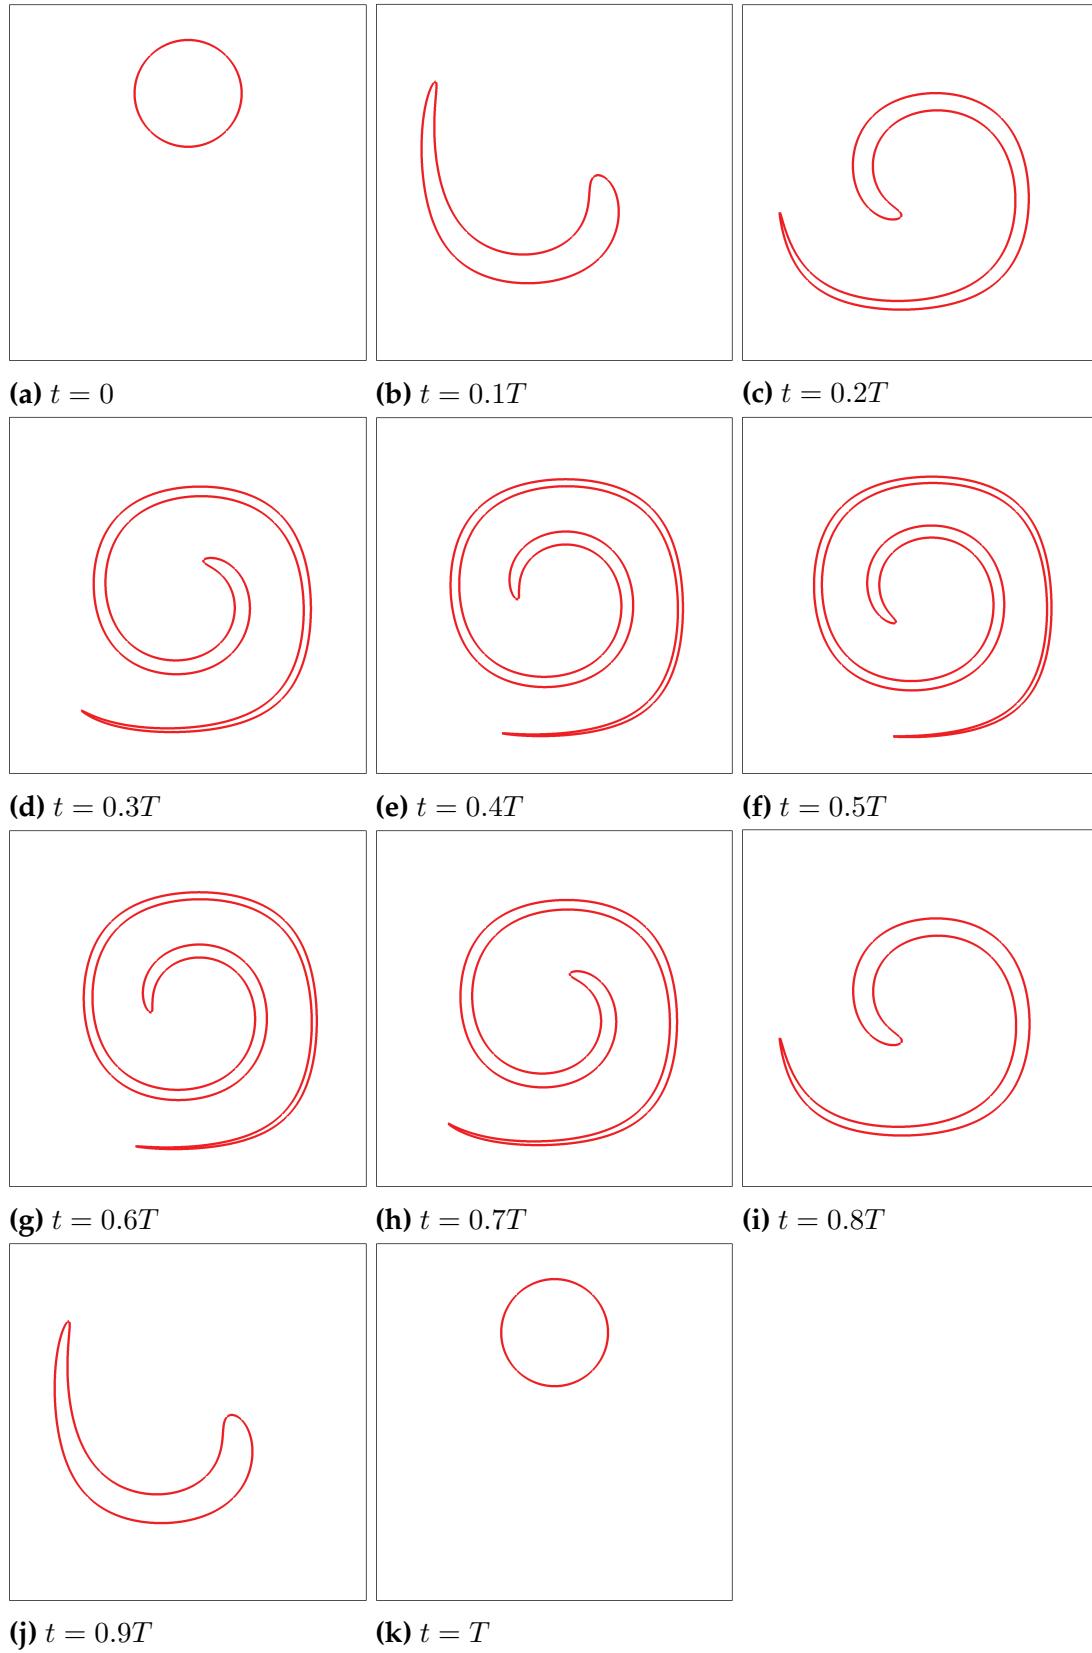 (a) t = 0
(b) t = 0.1T
(c) t = 0.2T
(d) t = 0.3T
(e) t = 0.4T
(f) t = 0.5T
(g) t = 0.6T
(h) t = 0.7T
(i) t = 0.8T
(j) t = 0.9T
(k) t = T